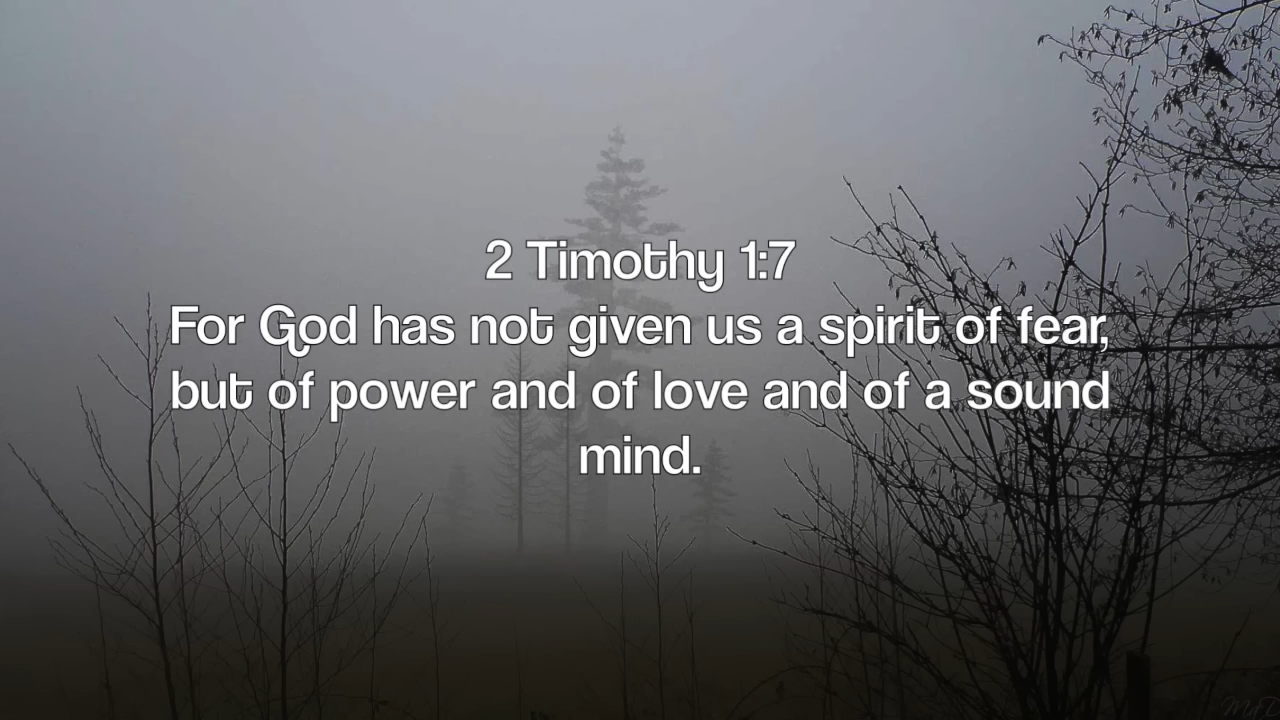 2 Timothy 1:7
For God has not given us a spirit of fear,
but of power and of love and of a sound
mind.